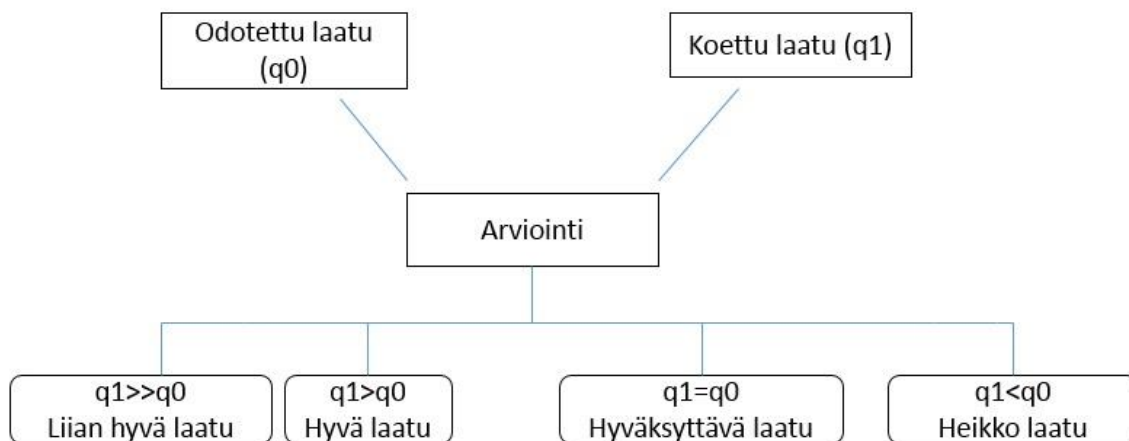 Odotettu laatu
(q0)
Koettu laatu (q1)
Arviointi
q1>>q0
Liian hyvä laatu
q1>q0
Hyvä laatu
q1=q0
Hyväksyttävä laatu
q1<q0
Heikko laatu